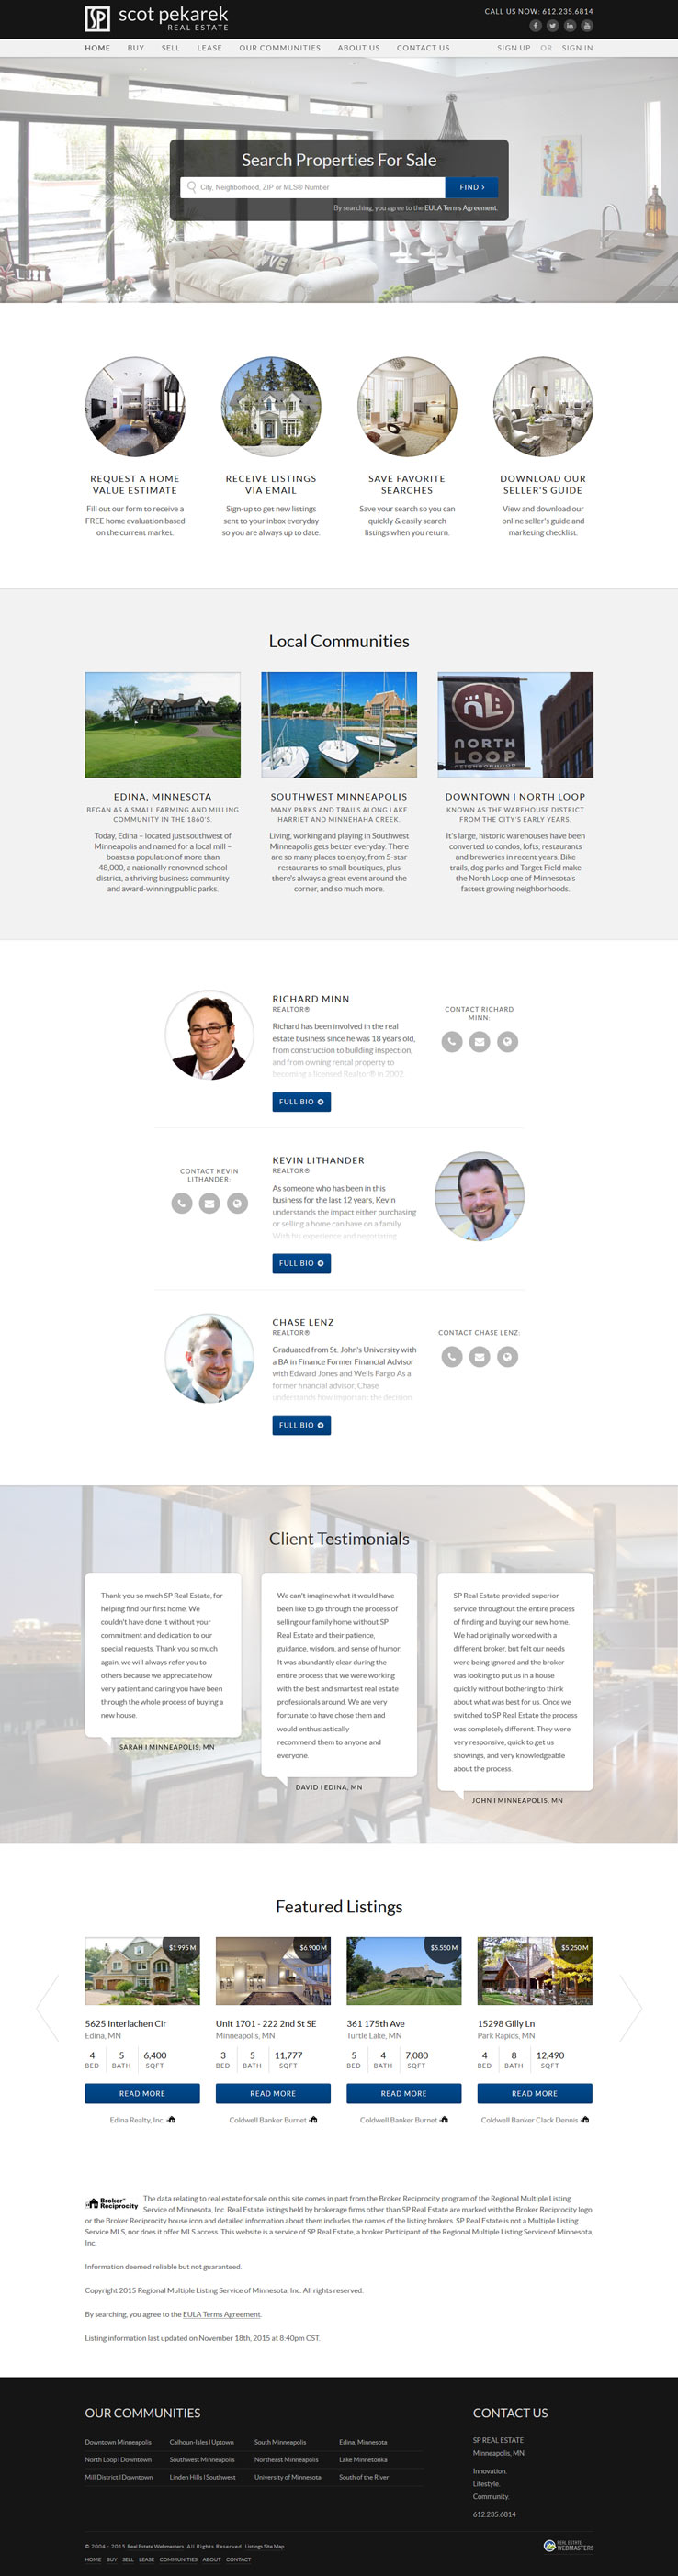 SP scot pekarek
REAL ESTATE
CALL US NOW: 612.235.6814
HOME BUY SELL LEASE OUR COMMUNITIES ABOUT US CONTACT US SIGN UP OR SIGN IN
Search Properties For Sale
City, Neighborhood, ZIP or MLS® Number
FIND ›
By searching, you agree to the EULA Terms Agreement.
REQUEST A HOME
VALUE ESTIMATE
Fill out our form to receive a
FREE home evaluation based
on the current market.
RECEIVE LISTINGS
VIA EMAIL
Sign-up to get new listings
sent to your inbox everyday
so you are always up to date.
SAVE FAVORITE
SEARCHES
Save your search so you can
quickly & easily search
listings when you return.
DOWNLOAD OUR
SELLER'S GUIDE
View and download our
online seller's guide and
marketing checklist.
Local Communities
EDINA, MINNESOTA
BEGAN AS A SMALL FARMING AND MILLING
COMMUNITY IN THE 1860'S.
Today, Edina – located just southwest of
Minneapolis and named for a local mill –
boasts a population of more than
48,000, a nationally renowned school
district, a thriving business community
and award-winning public parks.
SOUTHWEST MINNEAPOLIS
MANY PARKS AND TRAILS ALONG LAKE
HARRIET AND MINNEHAHA CREEK.
Living, working and playing in Southwest
Minneapolis gets better everyday. There
are so many places to enjoy, from 5-star
restaurants to small boutiques, plus
there's always a great event around the
corner, and so much more.
NL
NORTH
LOOP
NEIGHBORHOOD
DOWNTOWN I NORTH LOOP
KNOWN AS THE WAREHOUSE DISTRICT
FROM THE CITY'S EARLY YEARS.
It's large, historic warehouses have been
converted to condos, lofts, restaurants
and breweries in recent years. Bike
trails, dog parks and Target Field make
the North Loop one of Minnesota's
fastest growing neighborhoods.
RICHARD MINN
REALTOR®
Richard has been involved in the real
estate business since he was 18 years old,
from construction to building inspection,
and from owning rental property to
becoming a licensed Realtor® in 2002.
FULL BIO
CONTACT RICHARD
MINN:
CONTACT KEVIN
LITHANDER:
KEVIN LITHANDER
REALTOR®
As someone who has been in this
business for the last 12 years, Kevin
understands the impact either purchasing
or selling a home can have on a family.
With his experience and negotiating
FULL BIO
CHASE LENZ
REALTOR®
Graduated from St. John's University with
a BA in Finance Former Financial Advisor
with Edward Jones and Wells Fargo As a
former financial advisor, Chase
understands how important the decision
FULL BIO
CONTACT CHASE LENZ:
Client Testimonials
Thank you so much SP Real Estate, for
helping find our first home. We
couldn't have done it without your
commitment and dedication to our
special requests. Thank you so much
again, we will always refer you to
others because we appreciate how
very patient and caring you have been
through the whole process of buying a
new house.
SARAH I MINNEAPOLIS, MN
We can't imagine what it would have
been like to go through the process of
selling our family home without SP
Real Estate and their patience,
guidance, wisdom, and sense of humor.
It was abundantly clear during the
entire process that we were working
with the best and smartest real estate
professionals around. We are very
fortunate to have chose them and
would enthusiastically
recommend them to anyone and
everyone.
DAVID I EDINA, MN
SP Real Estate provided superior
service throughout the entire process
of finding and buying our new home.
We had originally worked with a
different broker, but felt our needs
were being ignored and the broker
was looking to put us in a house
quickly without bothering to think
about what was best for us. Once we
switched to SP Real Estate the process
was completely different. They were
very responsive, quick to get us
showings, and very knowledgeable
about the process.
JOHN I MINNEAPOLIS, MN
Featured Listings
$1.995 M
5625 Interlachen Cir
Edina, MN
4 5 6,400
BED BATH SQFT
READ MORE
Edina Realty, Inc.
$6.900 M
Unit 1701 - 222 2nd St SE
Minneapolis, MN
3 5 11,777
BED BATH SQFT
READ MORE
Coldwell Banker Burnet
$5.550 M
361 175th Ave
Turtle Lake, MN
5 4 7,080
BED BATH SQFT
READ MORE
Coldwell Banker Burnet
$5.250 M
15298 Gilly Ln
Park Rapids, MN
4 8 12,490
BED BATH SQFT
READ MORE
Coldwell Banker Clack Dennis
Broker Reciprocity
The data relating to real estate for sale on this site comes in part from the Broker Reciprocity program of the Regional Multiple Listing
Service of Minnesota, Inc. Real Estate listings held by brokerage firms other than SP Real Estate are marked with the Broker Reciprocity logo
or the Broker Reciprocity house icon and detailed information about them includes the names of the listing brokers. SP Real Estate is not a Multiple Listing
Service MLS, nor does it offer MLS access. This website is a service of SP Real Estate, a broker Participant of the Regional Multiple Listing Service of Minnesota,
Inc.
Information deemed reliable but not guaranteed.
Copyright 2015 Regional Multiple Listing Service of Minnesota, Inc. All rights reserved.
By searching, you agree to the EULA Terms Agreement.
Listing information last updated on November 18th, 2015 at 8:40pm CST.
OUR COMMUNITIES
Downtown Minneapolis Calhoun-Isles I Uptown South Minneapolis Edina, Minnesota
North Loop I Downtown Southwest Minneapolis Northeast Minneapolis Lake Minnetonka
Mill District I Downtown Linden Hills I Southwest University of Minnesota South of the River
CONTACT US
SP REAL ESTATE
Minneapolis, MN
Innovation.
Lifestyle.
Community.
612.235.6814
© 2004 - 2015 Real Estate Webmasters. All Rights Reserved. Listings Site Map
HOME BUY SELL LEASE COMMUNITIES ABOUT CONTACT
REAL ESTATE
WEBMASTERS